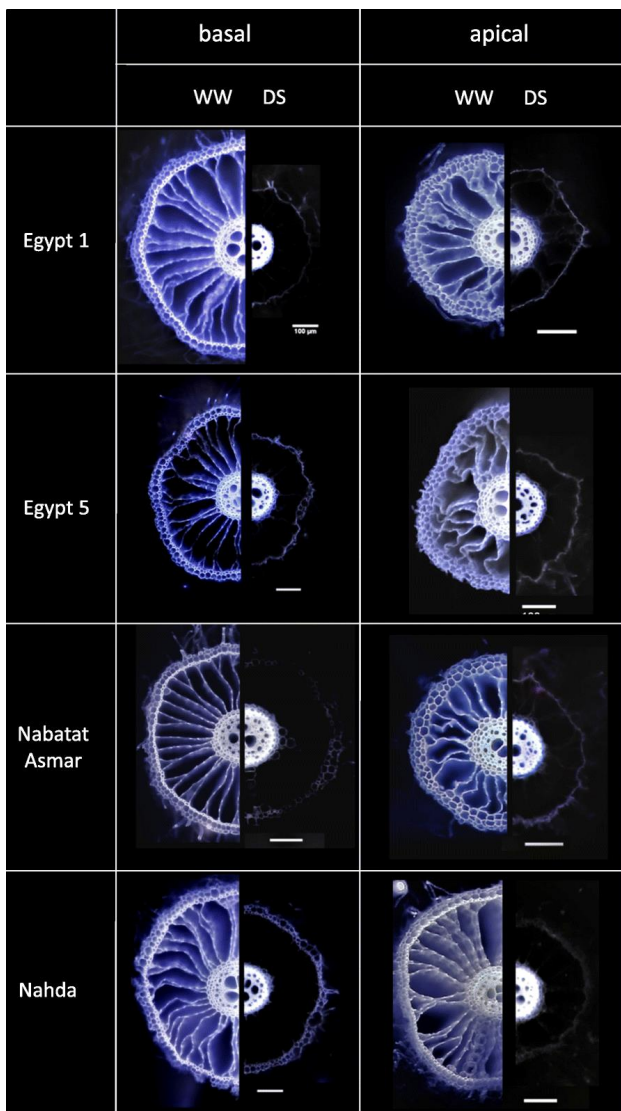 basal apical
WW DS WW DS
Egypt 1
100 µm
Egypt 5
Nabatat
Asmar
Nahda